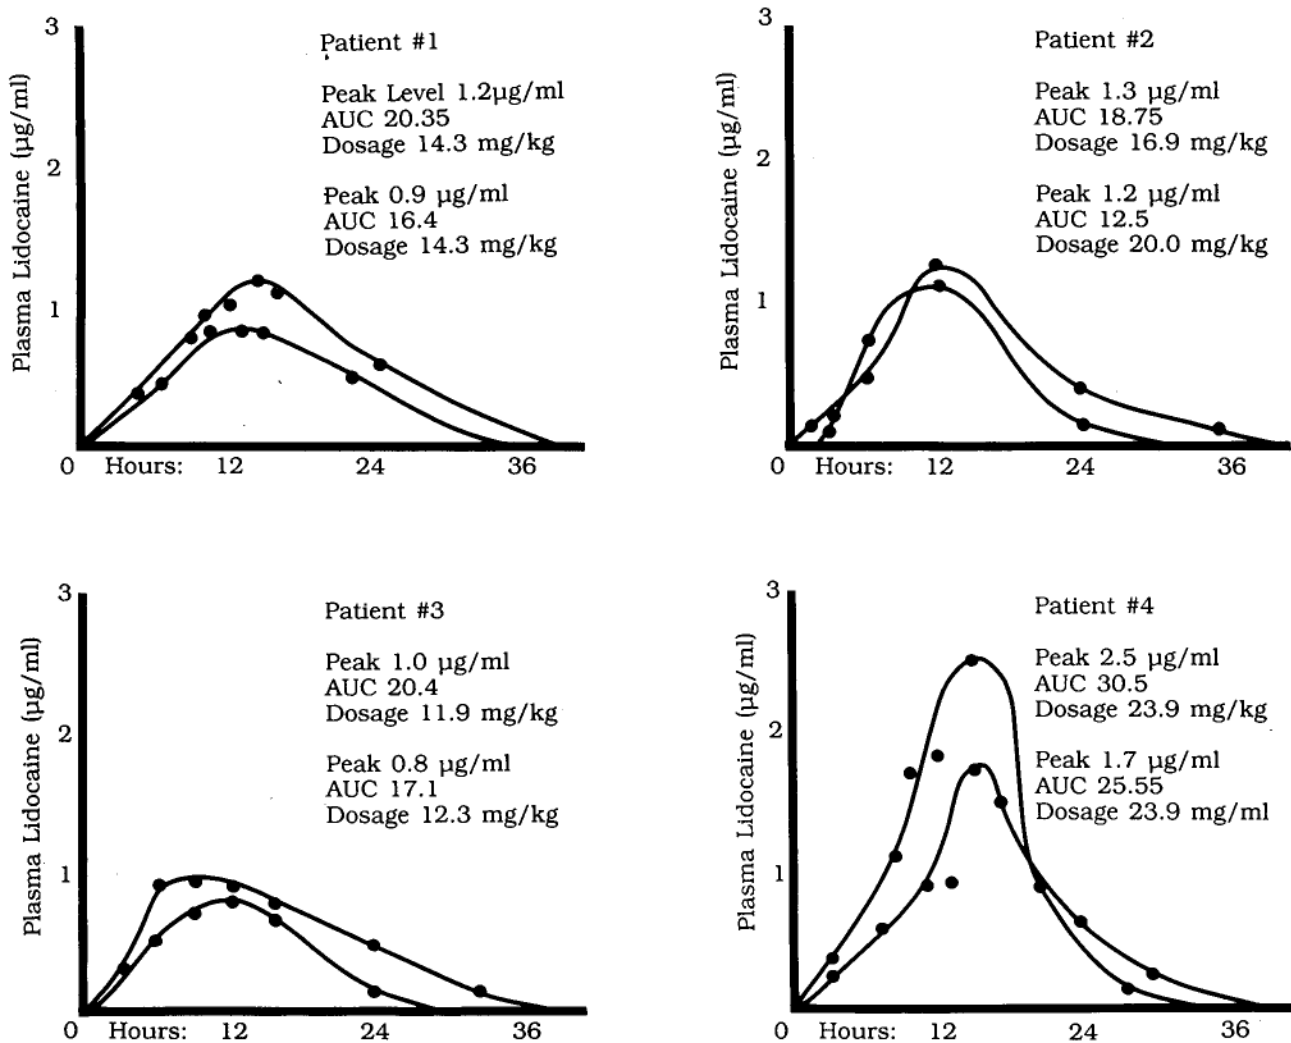 3
2
1
Plasma Lidocaine (µg/ml)
Patient #1
Peak Level 1.2µg/ml
AUC 20.35
Dosage 14.3 mg/kg
Peak 0.9 µg/ml
AUC 16.4
Dosage 14.3 mg/kg
0 Hours: 12 24 36
3
2
1
Plasma Lidocaine (µg/ml)
Patient #2
Peak 1.3 µg/ml
AUC 18.75
Dosage 16.9 mg/kg
Peak 1.2 µg/ml
AUC 12.5
Dosage 20.0 mg/kg
0 Hours: 12 24 36
3
2
1
Plasma Lidocaine (µg/ml)
Patient #3
Peak 1.0 µg/ml
AUC 20.4
Dosage 11.9 mg/kg
Peak 0.8 µg/ml
AUC 17.1
Dosage 12.3 mg/kg
0 Hours: 12 24 36
3
2
1
Plasma Lidocaine (µg/ml)
Patient #4
Peak 2.5 µg/ml
AUC 30.5
Dosage 23.9 mg/kg
Peak 1.7 µg/ml
AUC 25.55
Dosage 23.9 mg/ml
0 Hours: 12 24 36